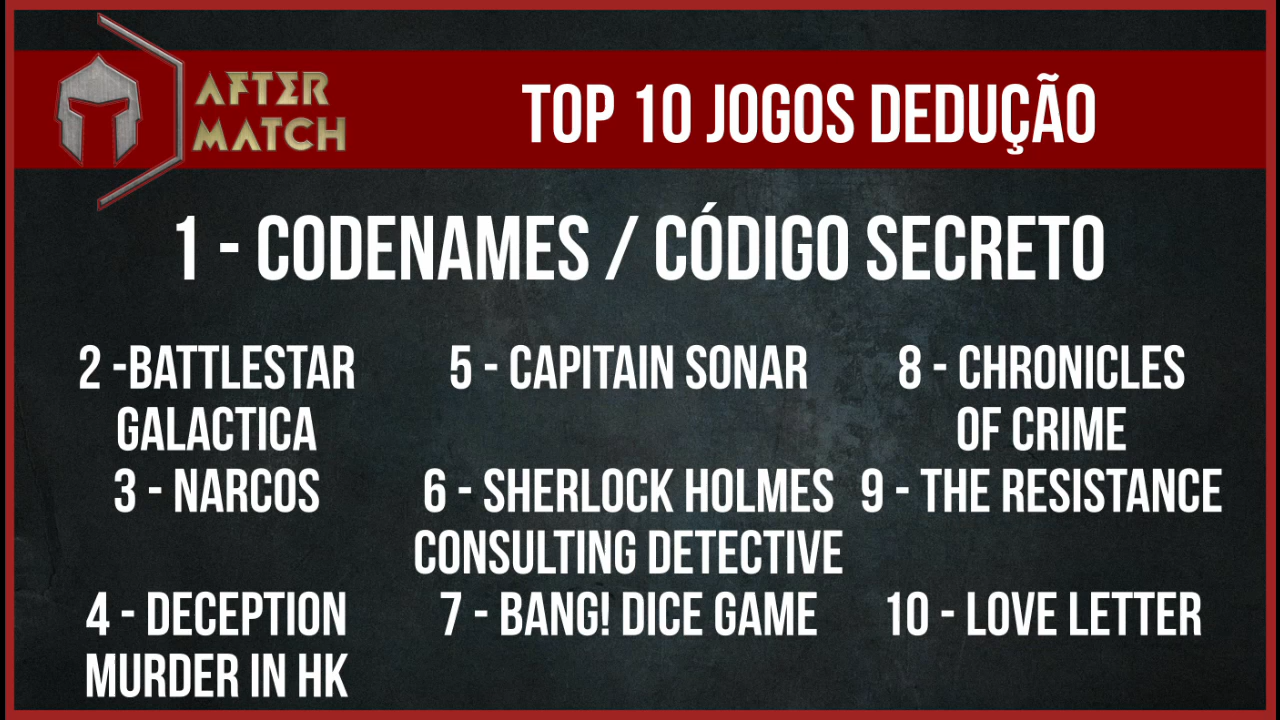 AFTER
MATCH
TOP 10 JOGOS DEDUÇÃO
1 - CODENAMES / CÓDIGO SECRETO
2 -BATTLESTAR
GALACTICA
3 - NARCOS
4 - DECEPTION
MURDER IN HK
5 - CAPITAIN SONAR
6 - SHERLOCK HOLMES
CONSULTING DETECTIVE
7 - BANG! DICE GAME
8 - CHRONICLES
OF CRIME
9 - THE RESISTANCE
10 - LOVE LETTER